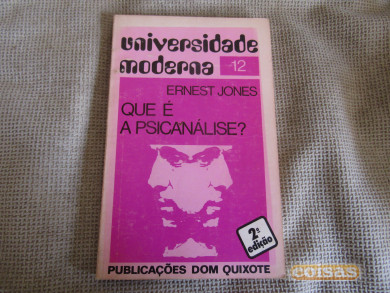 universidade
moderna 12
ERNEST JONES
QUE É
A PSICANÁLISE?
2ª
edição
PUBLICAÇÕES DOM QUIXOTE
coisas